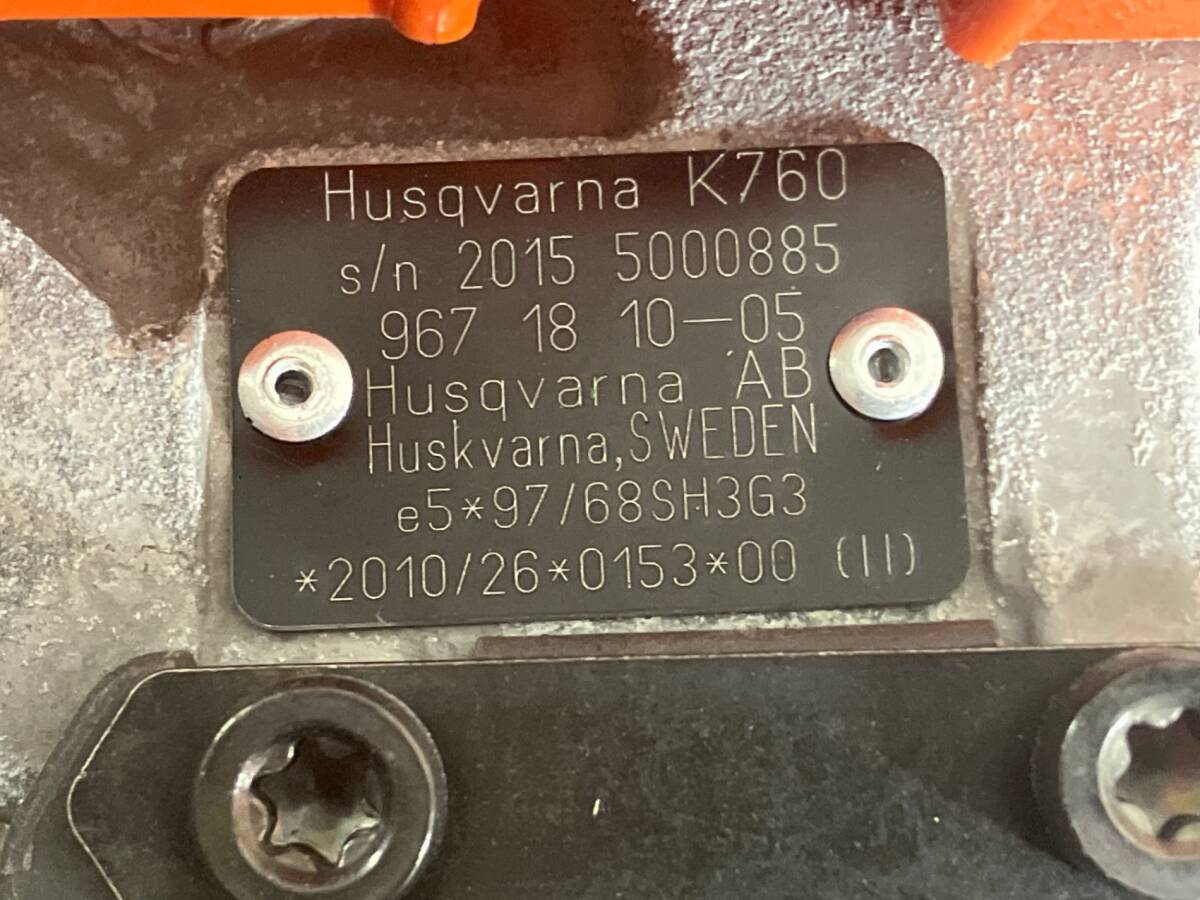 Husqvarna K760
s/n 2015 5000885
967 18 10-05
Husqvarna AB
Huskvarna,SWEDEN
e5*97/68SH3G3
*2010/26*0153*00 (II)